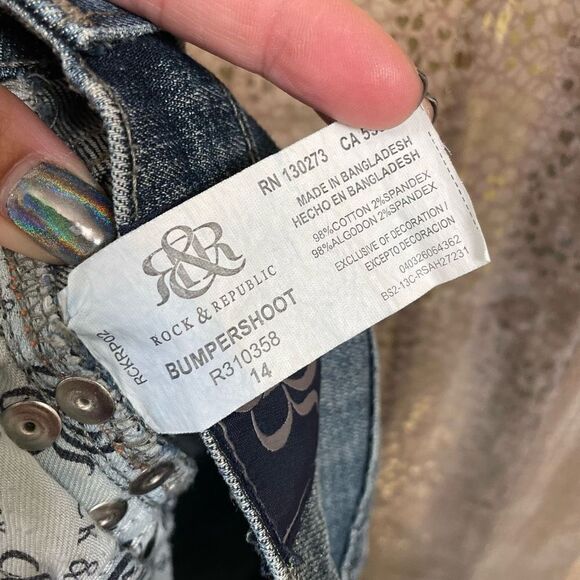 RCKRP02
R&R
ROCK & REPUBLIC
BUMPERSHOOT
R310358
14
RN 130273
MADE IN BANGLADESH
HECHO EN BANGLADESH
98%COTTON 2%SPANDEX
98%ALGODON 2%SPANDEX
EXCLUSIVE OF DECORATION /
EXCEPTO DECORACION
040326064362
BS2-13C-RSAH27231